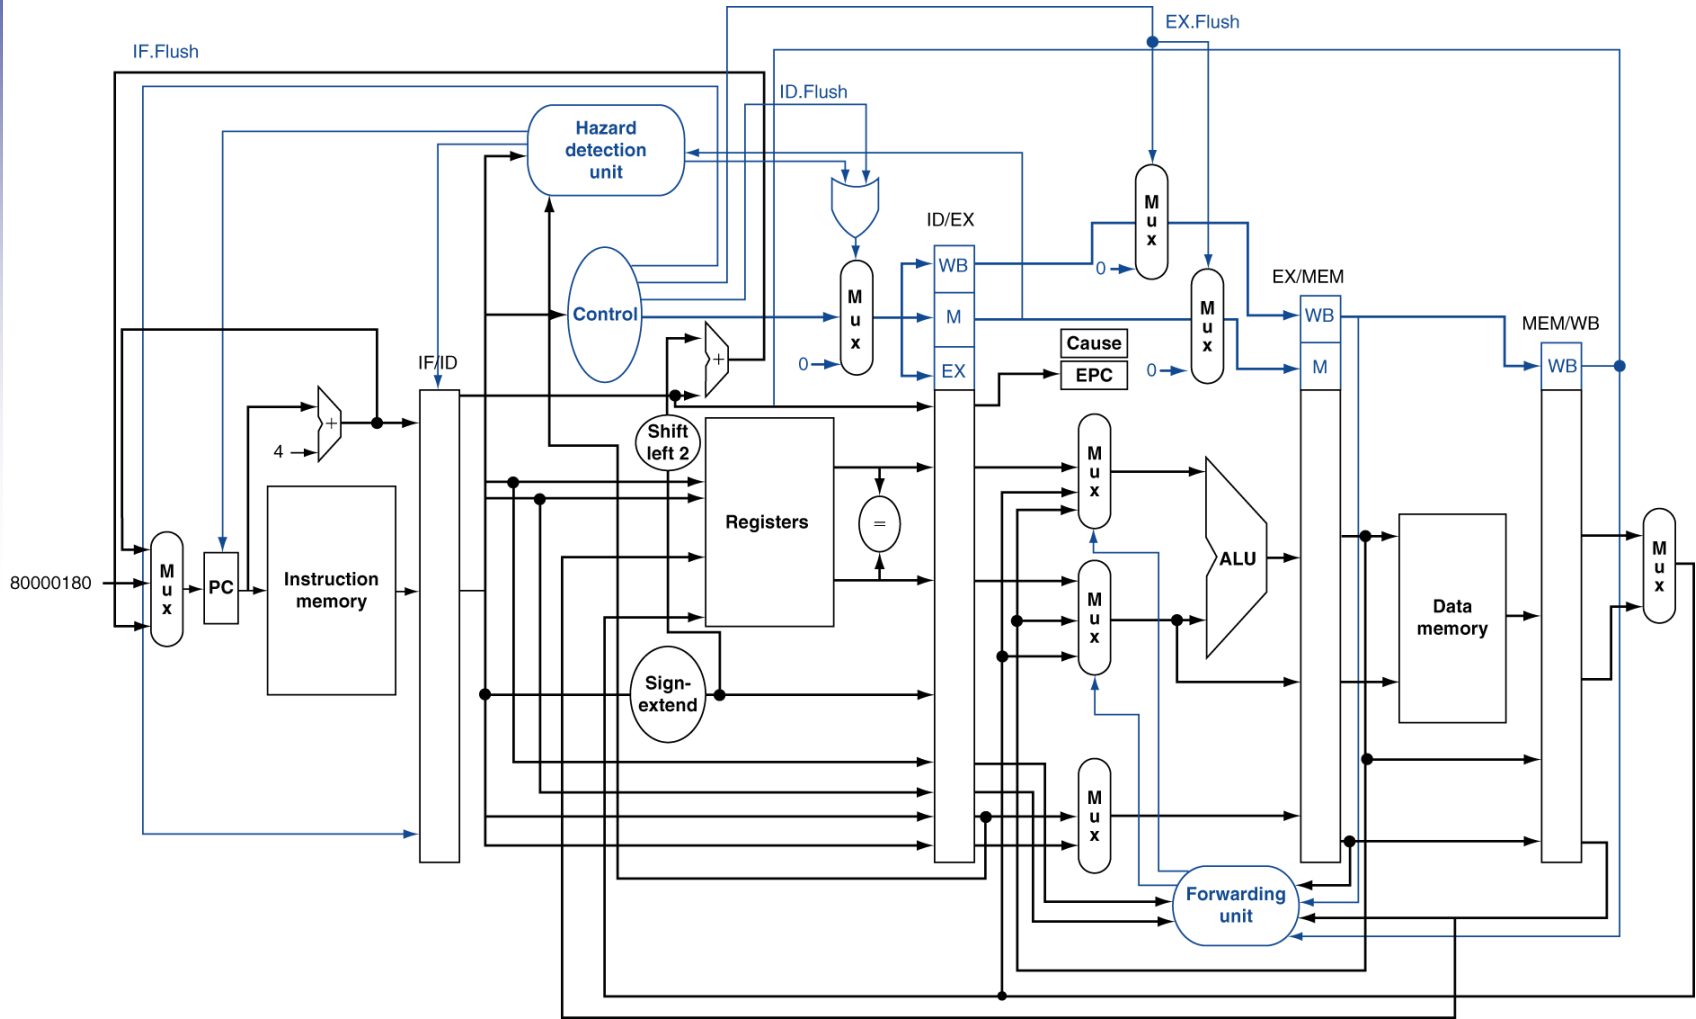 EX.Flush
IF.Flush
ID.Flush
Hazard
detection
unit
M
u
x
ID/EX
WB
0
Control
M
u
x
M
M
u
x
EX/MEM
WB
MEM/WB
Cause
0
+
IF/ID
EX
EPC
0
M
WB
+
4
Shift
left 2
M
u
x
Registers
=
80000180
M
u
x
PC
Instruction
memory
ALU
M
u
x
Data
memory
M
u
x
Sign-
extend
M
u
x
Forwarding
unit